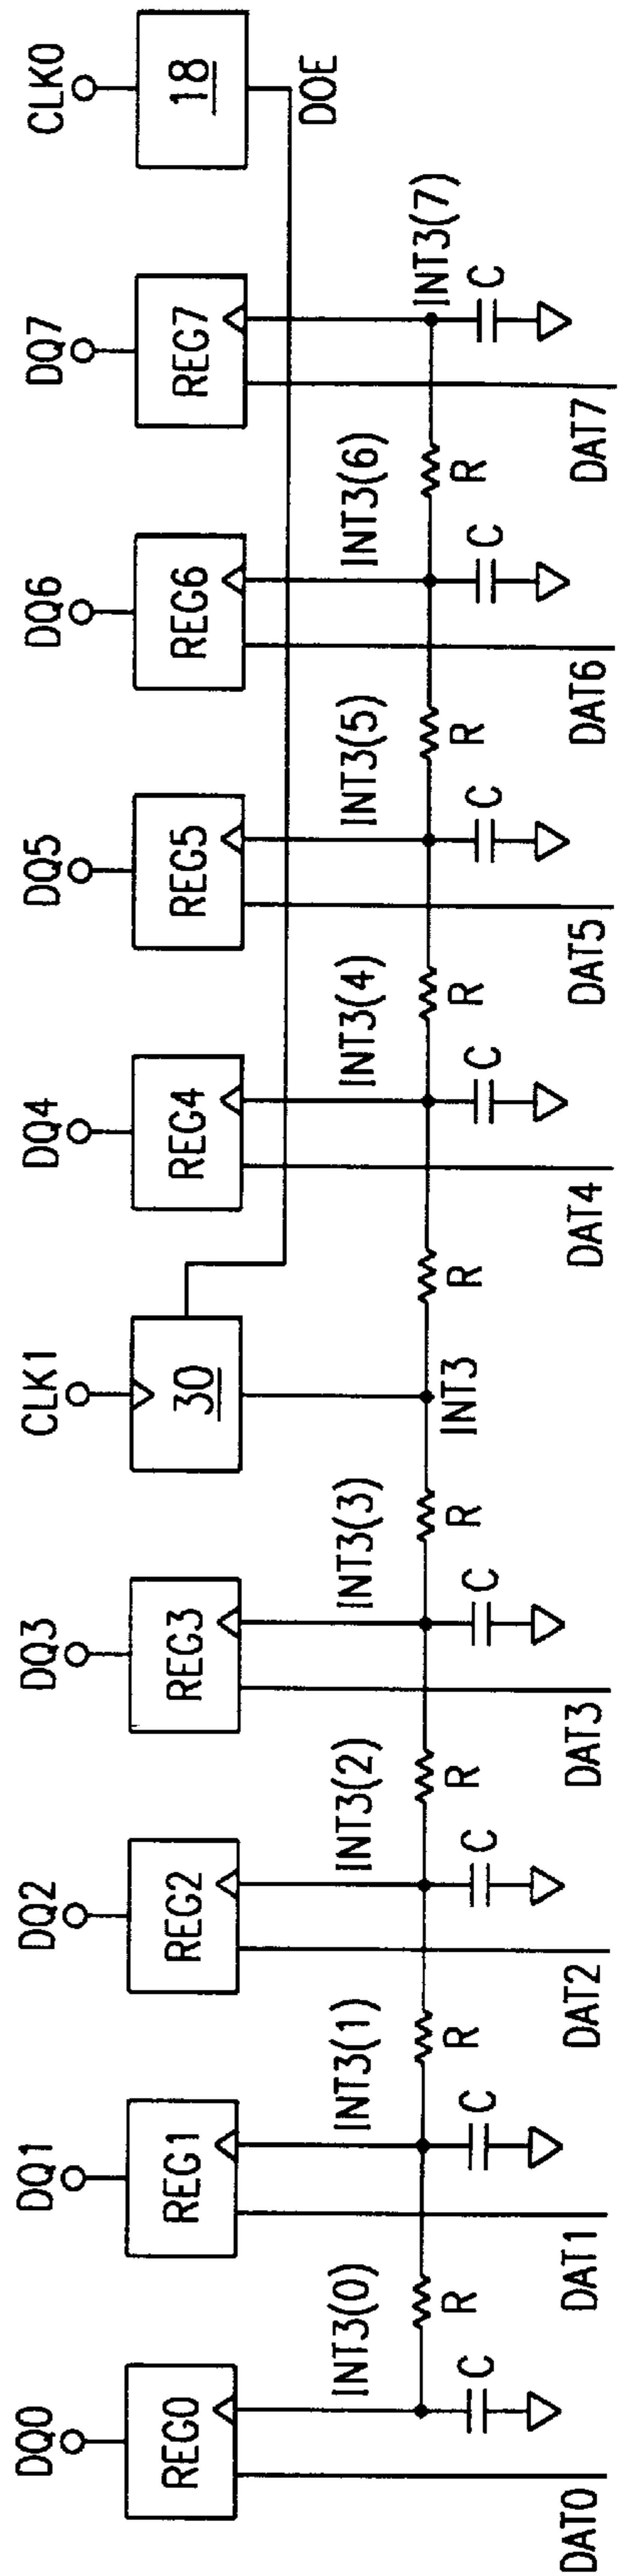 DQ0 DQ1 DQ2 DQ3 CLK1 DQ4 DQ5 DQ6 DQ7 CLK0
REG0 REG1 REG2 REG3 30 REG4 REG5 REG6 REG7 18
DOE
INT3(0) INT3(1) INT3(2) INT3(3) INT3(4) INT3(5) INT3(6) INT3(7)
R R R R INT3 R R R R
C C C C C C C C
DAT0 DAT1 DAT2 DAT3 DAT4 DAT5 DAT6 DAT7